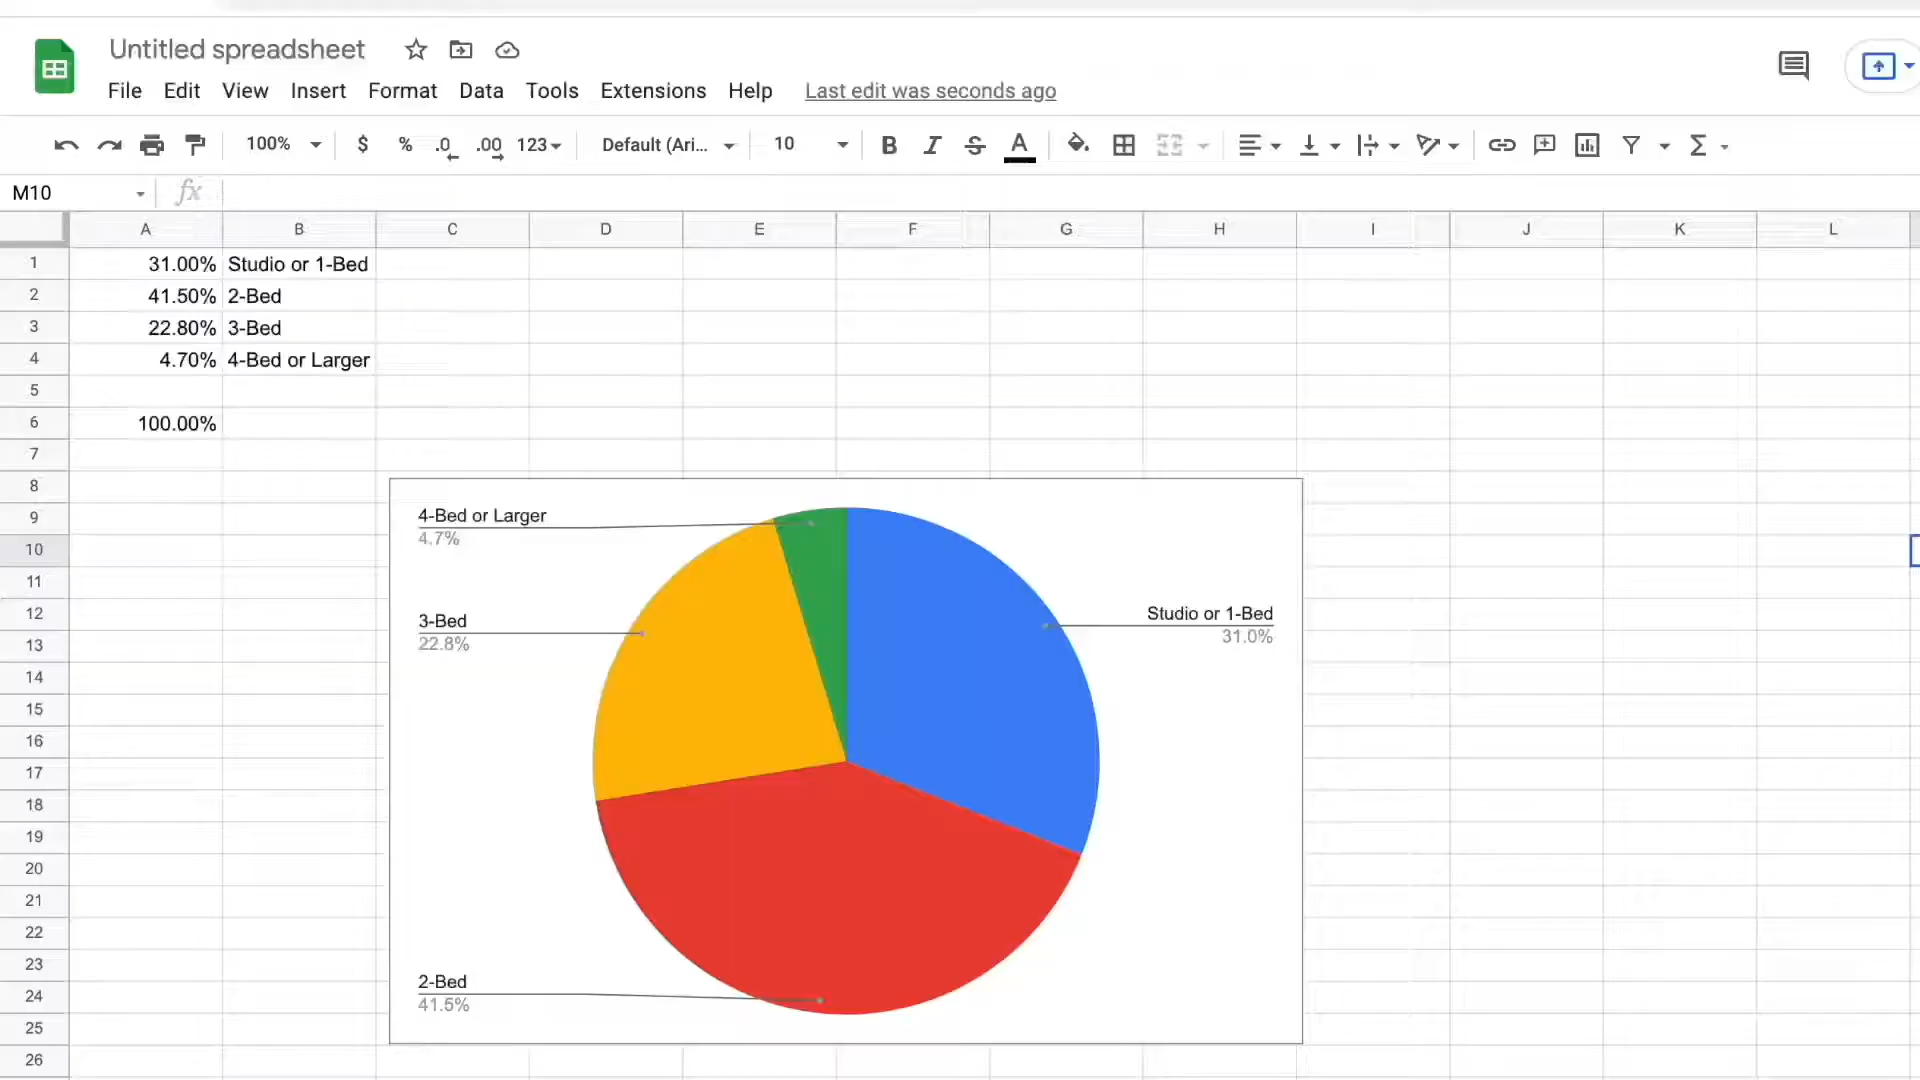 Untitled spreadsheet
File Edit View Insert Format Data Tools Extensions Help Last edit was seconds ago
100% $ % .0 .00 123 Default (Ari... 10 B I S A Σ
M10 fx
A B C D E F G H I J K L
1 31.00% Studio or 1-Bed
2 41.50% 2-Bed
3 22.80% 3-Bed
4 4.70% 4-Bed or Larger
5
6 100.00%
7
8
9
10
11
12
13
14
15
16
17
18
19
20
21
22
23
24
25
26
4-Bed or Larger
4.7%
3-Bed
22.8%
Studio or 1-Bed
31.0%
2-Bed
41.5%